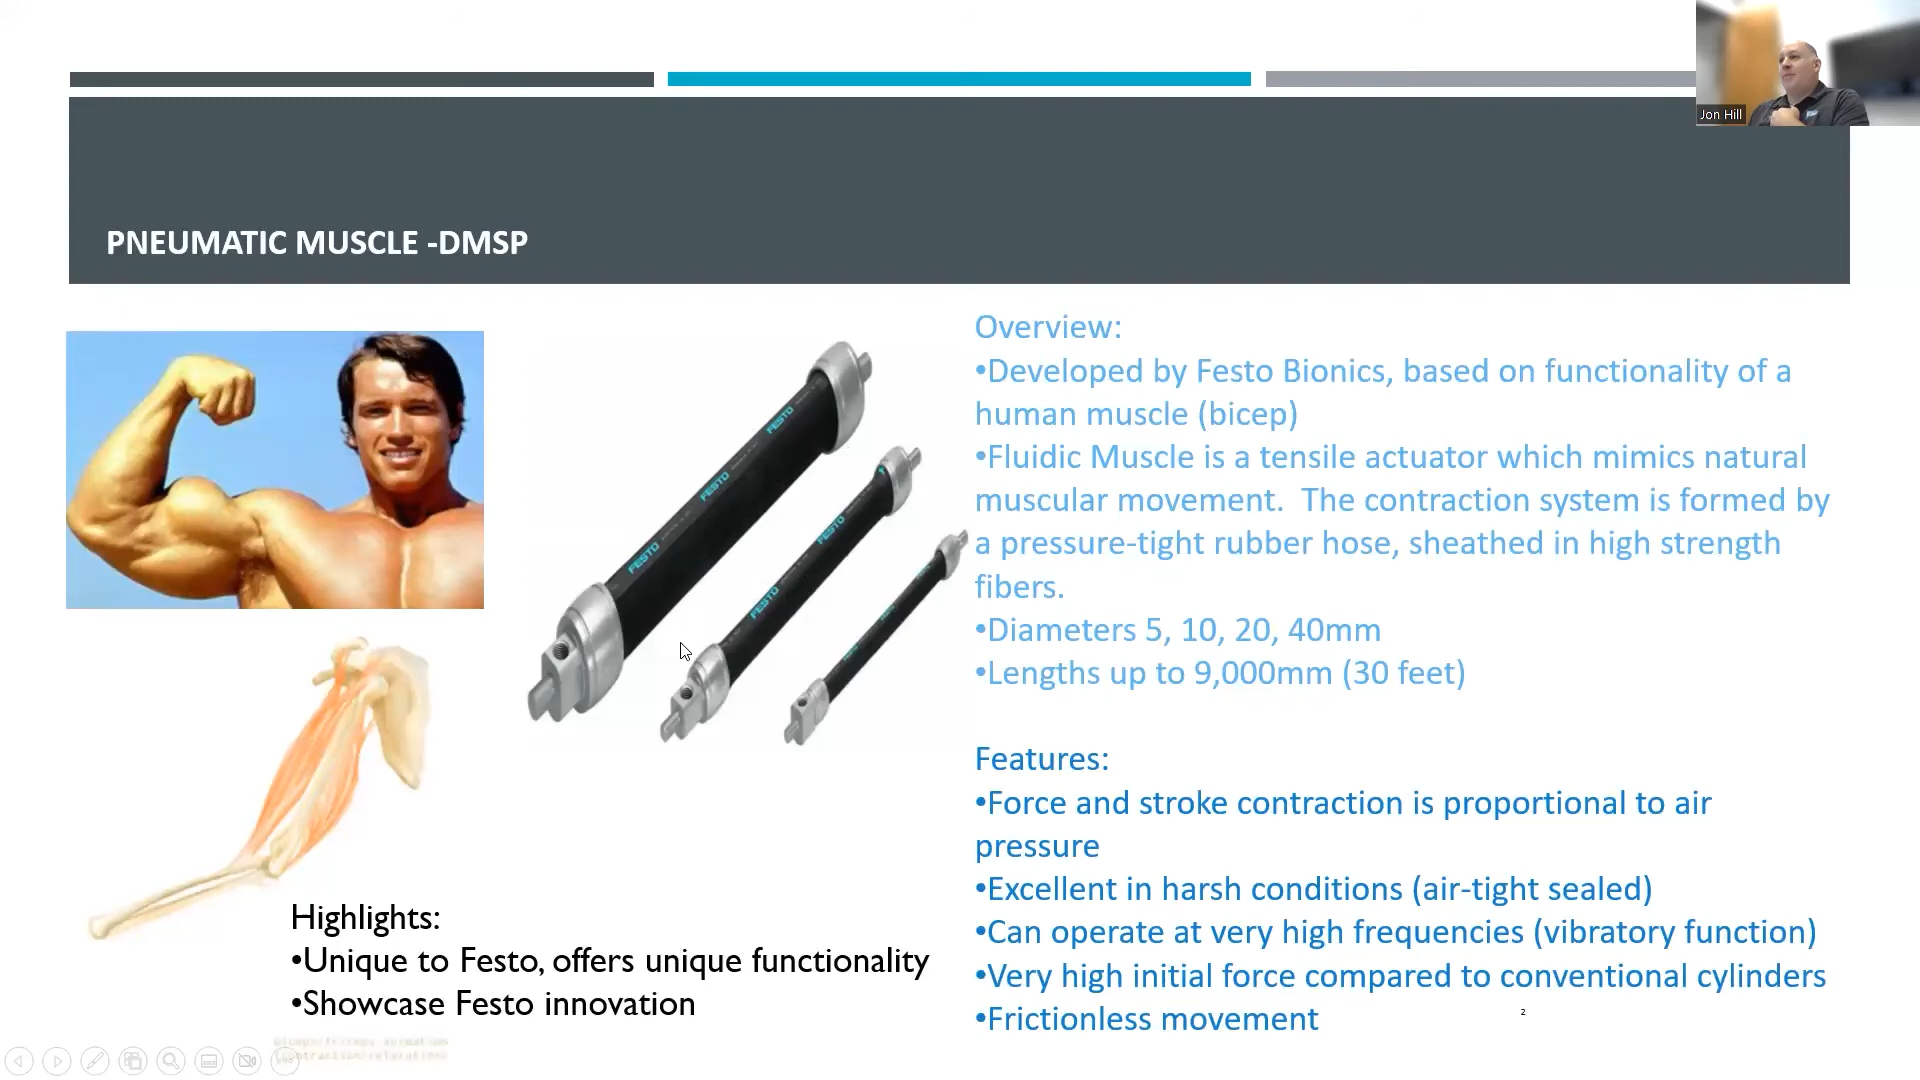 Jon Hill
PNEUMATIC MUSCLE -DMSP
Overview:
•Developed by Festo Bionics, based on functionality of a
human muscle (bicep)
•Fluidic Muscle is a tensile actuator which mimics natural
muscular movement.  The contraction system is formed by
a pressure-tight rubber hose, sheathed in high strength
fibers.
•Diameters 5, 10, 20, 40mm
•Lengths up to 9,000mm (30 feet)
Features:
•Force and stroke contraction is proportional to air
pressure
•Excellent in harsh conditions (air-tight sealed)
•Can operate at very high frequencies (vibratory function)
•Very high initial force compared to conventional cylinders
•Frictionless movement
FESTO
FESTO
FESTO
FESTO
FESTO
Highlights:
•Unique to Festo, offers unique functionality
•Showcase Festo innovation
2